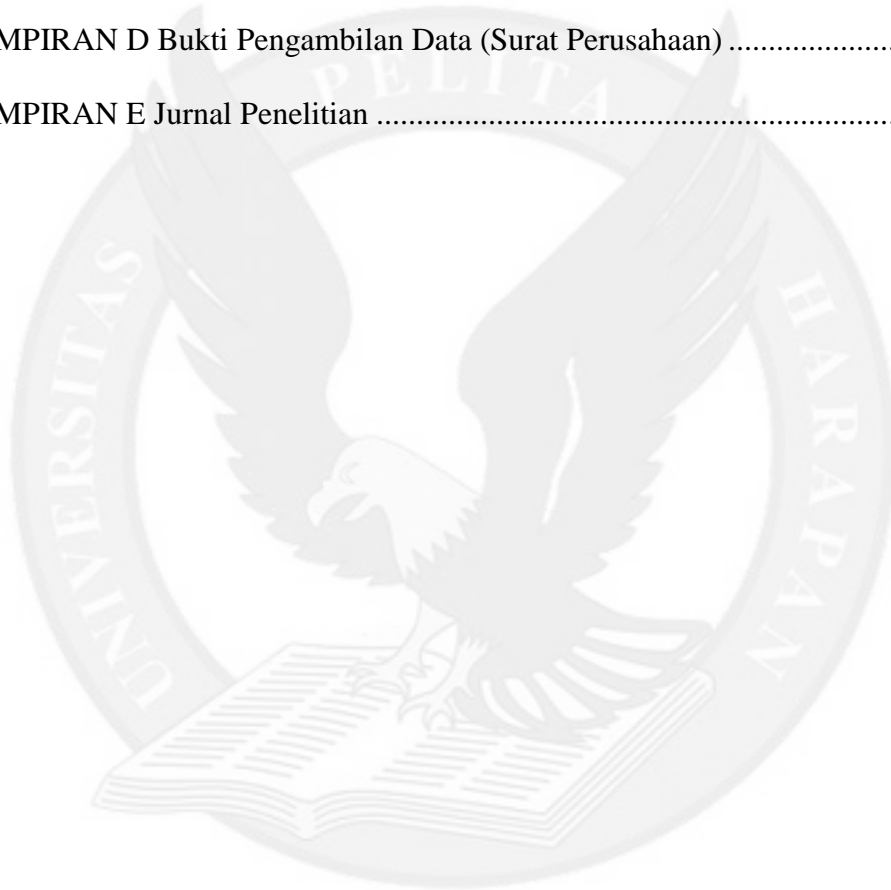 MPIRAN D Bukti Pengambilan Data (Surat Perusahaan) ...................
MPIRAN E Jurnal Penelitian ..........................................................
UNIVERSITAS PELITA HARAPAN